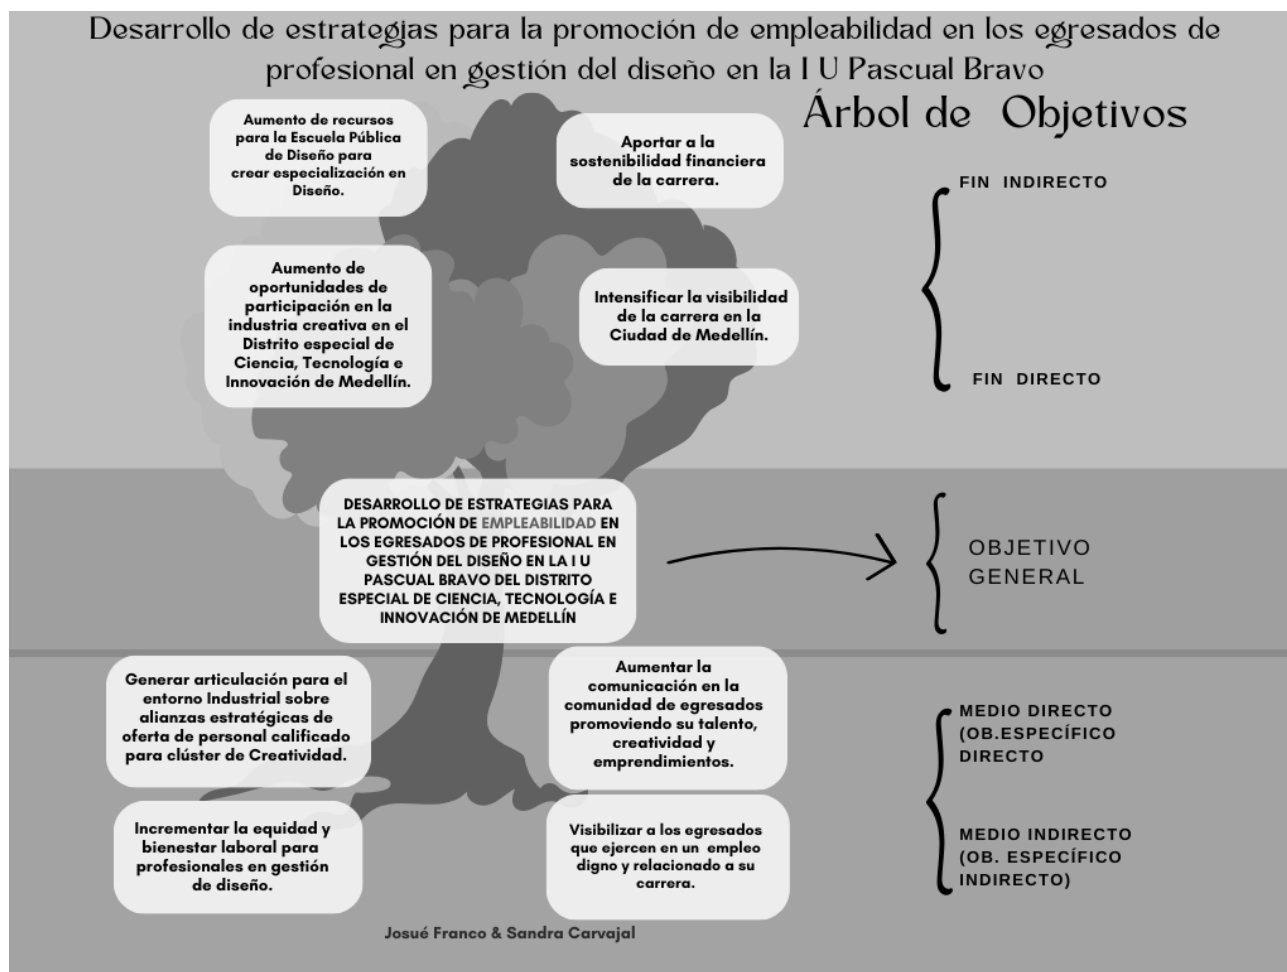 Desarrollo de estrategias para la promoción de empleabilidad en los egresados de
profesional en gestión del diseño en la I U Pascual Bravo
Árbol de Objetivos
Aumento de recursos
para la Escuela Pública
de Diseño para
crear especialización en
Diseño.
Aportar a la
sostenibilidad financiera
de la carrera.
FIN INDIRECTO
Aumento de
oportunidades de
participación en la
industria creativa en el
Distrito especial de
Ciencia, Tecnología e
Innovación de Medellín.
Intensificar la visibilidad
de la carrera en la
Ciudad de Medellín.
FIN DIRECTO
DESARROLLO DE ESTRATEGIAS PARA
LA PROMOCIÓN DE EMPLEABILIDAD EN
LOS EGRESADOS DE PROFESIONAL EN
GESTIÓN DEL DISEÑO EN LA I U
PASCUAL BRAVO DEL DISTRITO
ESPECIAL DE CIENCIA, TECNOLOGÍA E
INNOVACIÓN DE MEDELLÍN
OBJETIVO
GENERAL
Generar articulación para el
entorno Industrial sobre
alianzas estratégicas de
oferta de personal calificado
para clúster de Creatividad.
Aumentar la
comunicación en la
comunidad de egresados
promoviendo su talento,
creatividad y
emprendimientos.
MEDIO DIRECTO
(OB.ESPECÍFICO
DIRECTO
Incrementar la equidad y
bienestar laboral para
profesionales en gestión
de diseño.
Visibilizar a los egresados
que ejercen en un empleo
digno y relacionado a su
carrera.
MEDIO INDIRECTO
(OB. ESPECÍFICO
INDIRECTO)
Josué Franco & Sandra Carvajal